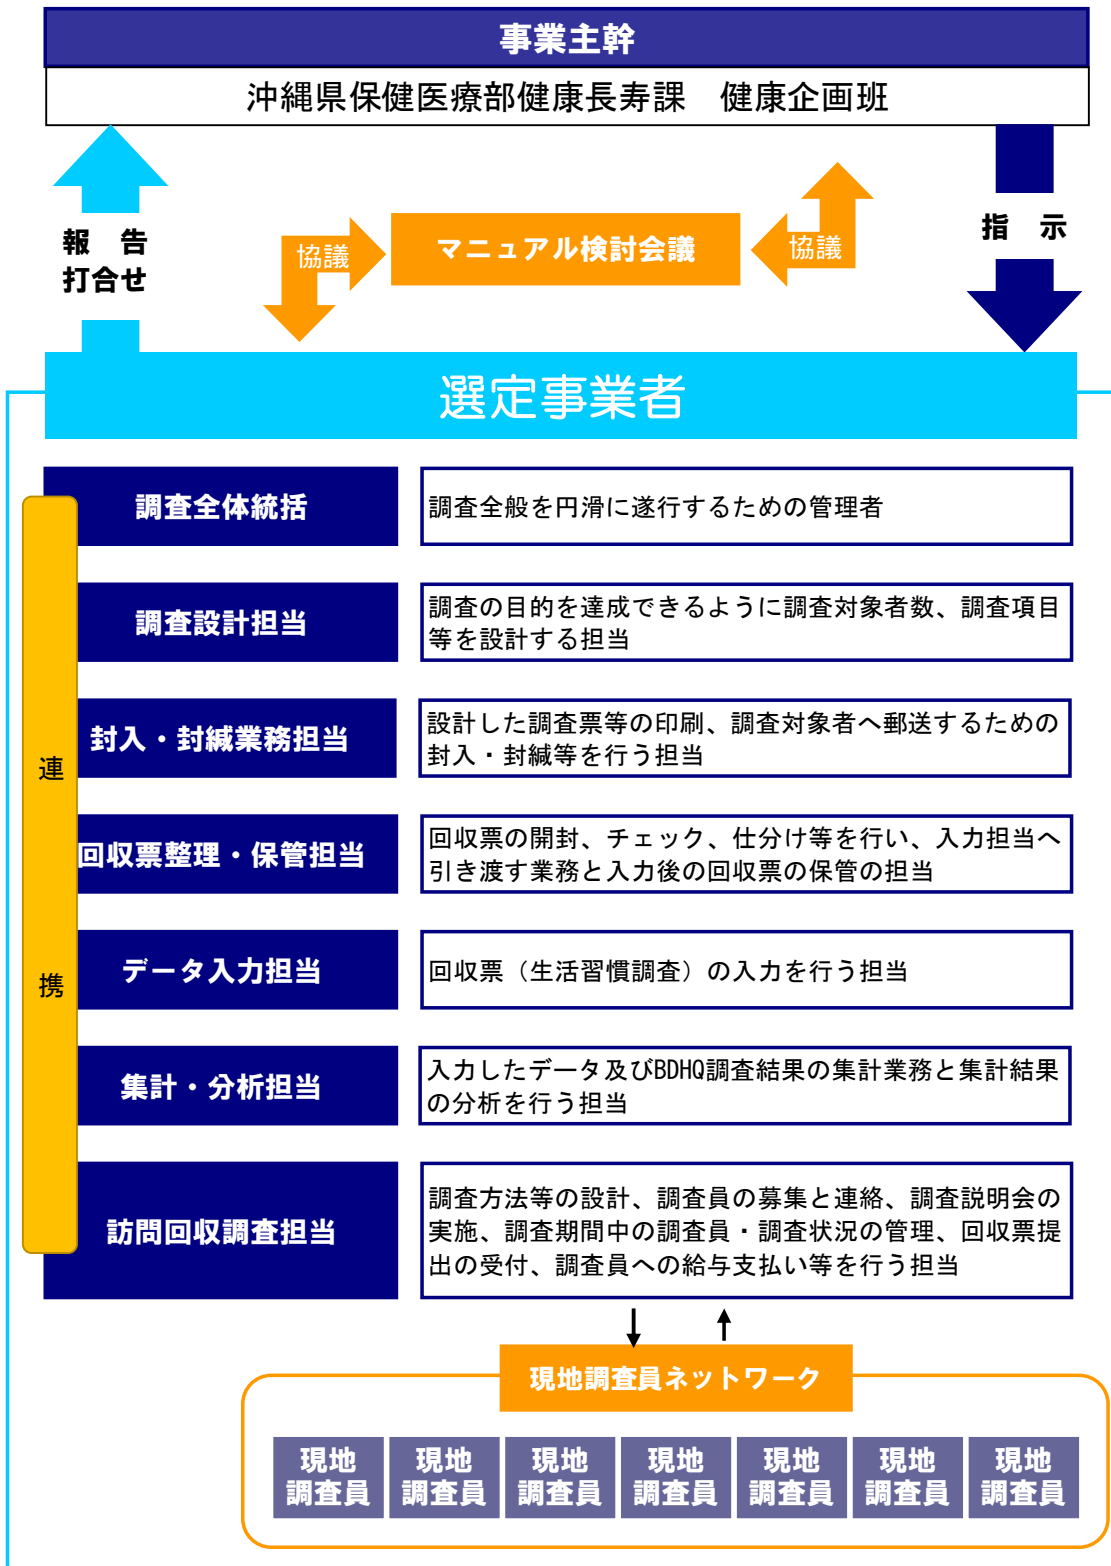 事業主幹
沖縄県保健医療部健康長寿課　健康企画班
報　告
打合せ
協議
マニュアル検討会議
協議
指　示
選定事業者
連
携
調査全体統括
調査全般を円滑に遂行するための管理者
調査設計担当
調査の目的を達成できるように調査対象者数、調査項目
等を設計する担当
封入・封緘業務担当
設計した調査票等の印刷、調査対象者へ郵送するための
封入・封緘等を行う担当
回収票整理・保管担当
回収票の開封、チェック、仕分け等を行い、入力担当へ
引き渡す業務と入力後の回収票の保管の担当
データ入力担当
回収票（生活習慣調査）の入力を行う担当
集計・分析担当
入力したデータ及びBDHQ調査結果の集計業務と集計結果
の分析を行う担当
訪問回収調査担当
調査方法等の設計、調査員の募集と連絡、調査説明会の
実施、調査期間中の調査員・調査状況の管理、回収票提
出の受付、調査員への給与支払い等を行う担当
現地調査員ネットワーク
現地
調査員
現地
調査員
現地
調査員
現地
調査員
現地
調査員
現地
調査員
現地
調査員